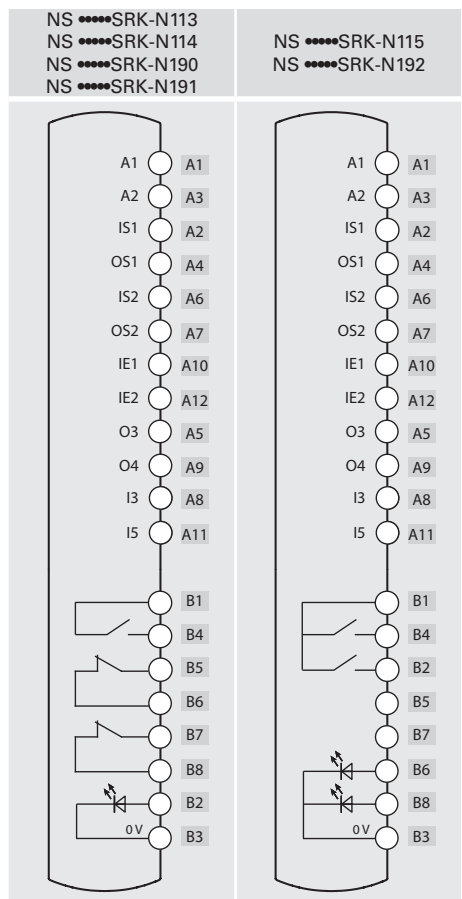 NS •••••SRK-N113
NS •••••SRK-N114
NS •••••SRK-N190
NS •••••SRK-N191
NS •••••SRK-N115
NS •••••SRK-N192
A1 A1
A2 A3
IS1 A2
OS1 A4
IS2 A6
OS2 A7
IE1 A10
IE2 A12
O3 A5
O4 A9
I3 A8
I5 A11
B1
B4
B5
B6
B7
B8
B2
0 V B3
A1 A1
A2 A3
IS1 A2
OS1 A4
IS2 A6
OS2 A7
IE1 A10
IE2 A12
O3 A5
O4 A9
I3 A8
I5 A11
B1
B4
B2
B5
B7
B6
B8
0 V B3